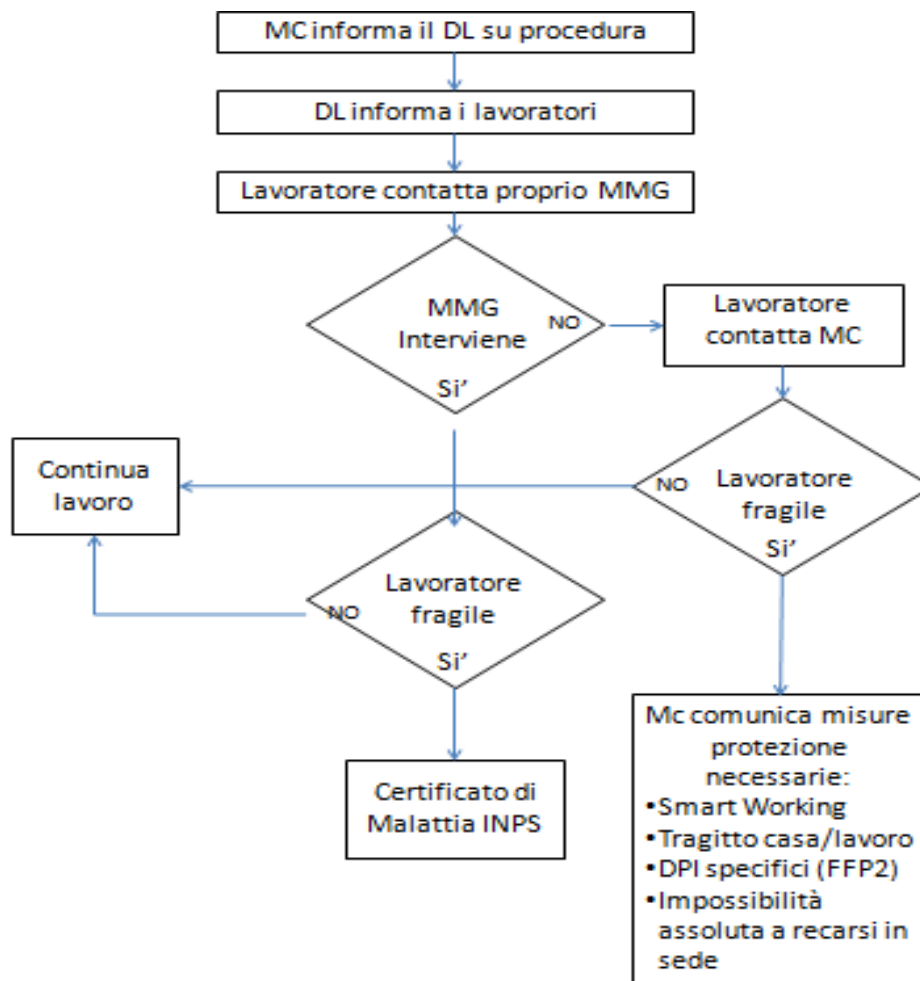 MC informa il DL su procedura
DL informa i lavoratori
Lavoratore contatta proprio MMG
MMG
Interviene
NO
Si’
Lavoratore
contatta MC
Continua
lavoro
NO
Lavoratore
fragile
Si’
Lavoratore
fragile
NO
Si’
Certificato di
Malattia INPS
Mc comunica misure
protezione
necessarie:
•Smart Working
•Tragitto casa/lavoro
•DPI specifici (FFP2)
•Impossibilità
assoluta a recarsi in
sede